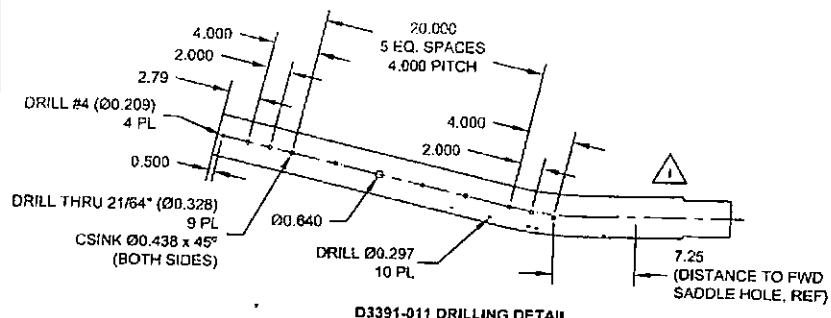 20.000
5 EQ. SPACES
4.000 PITCH
4.000
2.000
2.79
DRILL #4 (Ø0.209)
4 PL
0.500
DRILL THRU 21/64" (Ø0.328)
9 PL
CSINK Ø0.438 x 45°
(BOTH SIDES)
Ø0.640
DRILL Ø0.297
10 PL
4.000
2.000
1
7.25
(DISTANCE TO FWD
SADDLE HOLE, REF)
D3391-011 DRILLING DETAIL